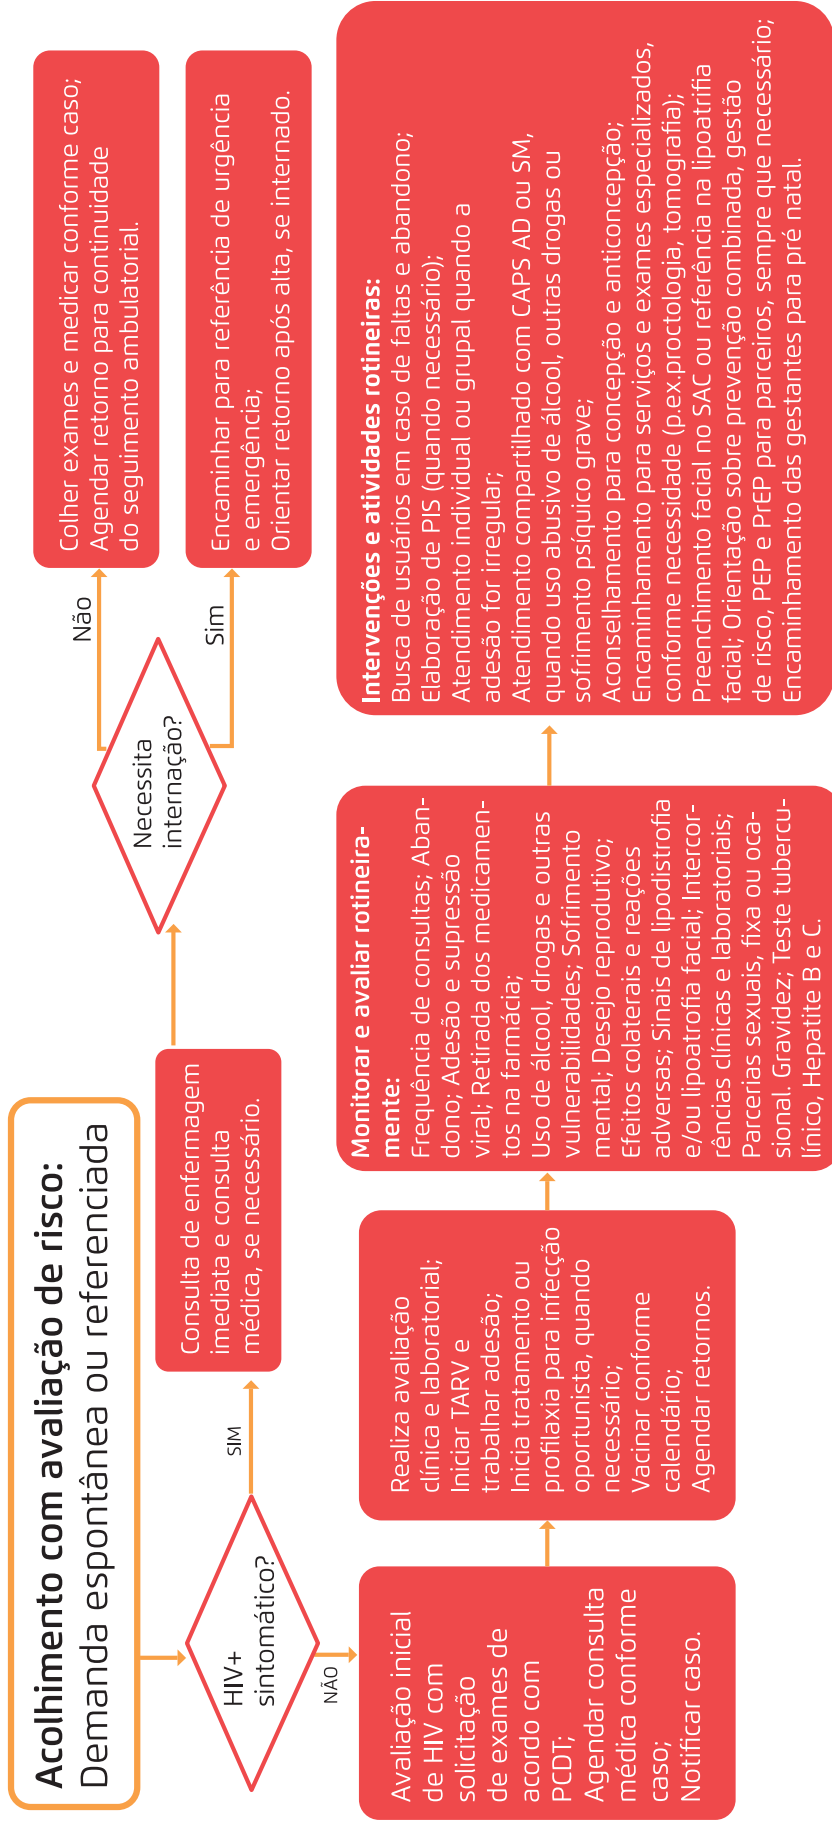 Acolhimento com avaliação de risco:
Demanda espontânea ou referenciada
HIV+
sintomático?
SIM
Consulta de enfermagem
imediata e consulta
médica, se necessário.
Necessita
internação?
Não
Colher exames e medicar conforme caso;
Agendar retorno para continuidade
do seguimento ambulatorial.
Sim
Encaminhar para referência de urgência
e emergência;
Orientar retorno após alta, se internado.
NÃO
Avaliação inicial
de HIV com
solicitação
de exames de
acordo com
PCDT;
Agendar consulta
médica conforme
caso;
Notificar caso.
Realiza avaliação
clínica e laboratorial;
Iniciar TARV e
trabalhar adesão;
Inicia tratamento ou
profilaxia para infecção
oportunista, quando
necessário;
Vacinar conforme
calendário;
Agendar retornos.
Monitorar e avaliar rotineira-
mente:
Frequência de consultas; Aban-
dono; Adesão e supressão
viral; Retirada dos medicamen-
tos na farmácia;
Uso de álcool, drogas e outras
vulnerabilidades; Sofrimento
mental; Desejo reprodutivo;
Efeitos colaterais e reações
adversas; Sinais de lipodistrofia
e/ou lipoatrofia facial; Intercor-
rências clínicas e laboratoriais;
Parcerias sexuais, fixa ou oca-
sional. Gravidez; Teste tubercu-
línico, Hepatite B e C.
Intervenções e atividades rotineiras:
Busca de usuários em caso de faltas e abandono;
Elaboração de PIS (quando necessário);
Atendimento individual ou grupal quando a
adesão for irregular;
Atendimento compartilhado com CAPS AD ou SM,
quando uso abusivo de álcool, outras drogas ou
sofrimento psíquico grave;
Aconselhamento para concepção e anticoncepção;
Encaminhamento para serviços e exames especializados,
conforme necessidade (p.ex.proctologia, tomografia);
Preenchimento facial no SAC ou referência na lipoatrifia
facial; Orientação sobre prevenção combinada, gestão
de risco, PEP e PrEP para parceiros, sempre que necessário;
Encaminhamento das gestantes para pré natal.